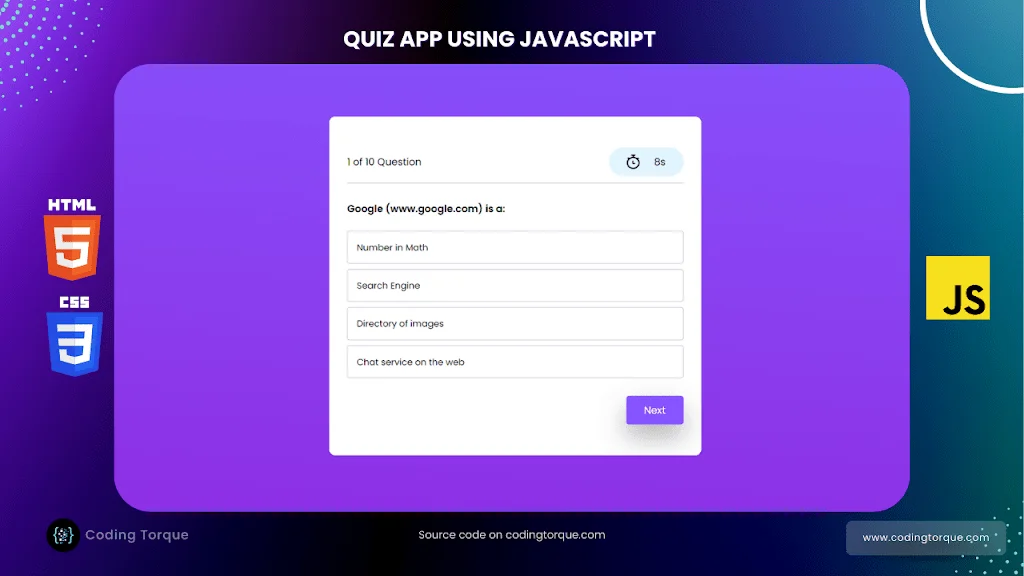 QUIZ APP USING JAVASCRIPT
1 of 10 Question
8s
Google (www.google.com) is a:
Number in Math
Search Engine
Directory of images
Chat service on the web
Next
HTML
5
CSS
3
JS
{;}
Coding Torque
Source code on codingtorque.com
www.codingtorque.com